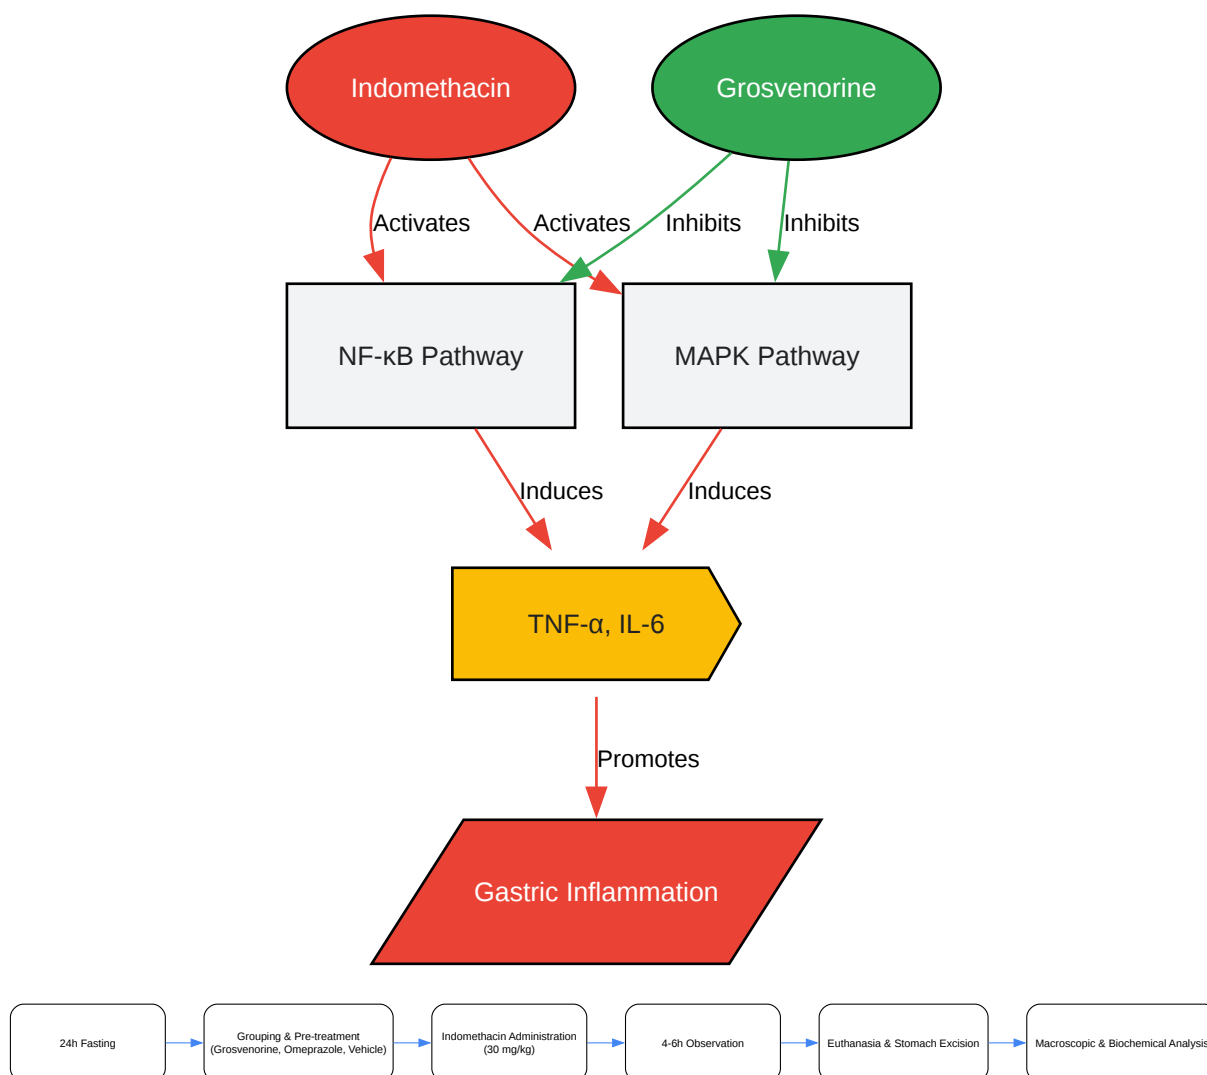 Indomethacin
Grosvenorine
Activates
Activates
Inhibits
Inhibits
NF-κB Pathway
MAPK Pathway
Induces
Induces
TNF-α, IL-6
Promotes
Gastric Inflammation
24h Fasting
Grouping & Pre-treatment
(Grosvenorine, Omeprazole, Vehicle)
Indomethacin Administration
(30 mg/kg)
4-6h Observation
Euthanasia & Stomach Excision
Macroscopic & Biochemical Analysis